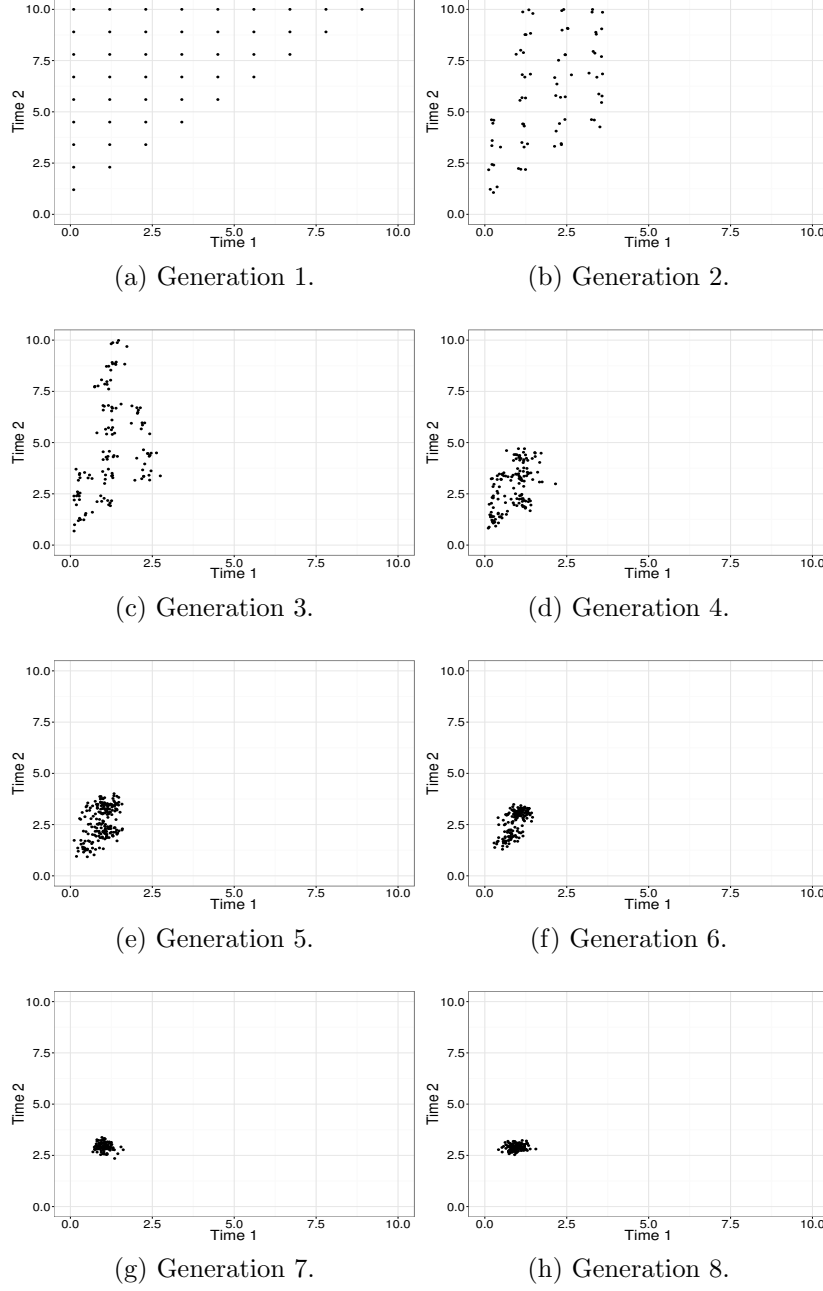 10.0
7.5
5.0
2.5
0.0
Time 2
0.0 2.5 5.0 7.5 10.0
Time 1
(a) Generation 1.
10.0
7.5
5.0
2.5
0.0
Time 2
0.0 2.5 5.0 7.5 10.0
Time 1
(b) Generation 2.
10.0
7.5
5.0
2.5
0.0
Time 2
0.0 2.5 5.0 7.5 10.0
Time 1
(c) Generation 3.
10.0
7.5
5.0
2.5
0.0
Time 2
0.0 2.5 5.0 7.5 10.0
Time 1
(d) Generation 4.
10.0
7.5
5.0
2.5
0.0
Time 2
0.0 2.5 5.0 7.5 10.0
Time 1
(e) Generation 5.
10.0
7.5
5.0
2.5
0.0
Time 2
0.0 2.5 5.0 7.5 10.0
Time 1
(f) Generation 6.
10.0
7.5
5.0
2.5
0.0
Time 2
0.0 2.5 5.0 7.5 10.0
Time 1
(g) Generation 7.
10.0
7.5
5.0
2.5
0.0
Time 2
0.0 2.5 5.0 7.5 10.0
Time 1
(h) Generation 8.